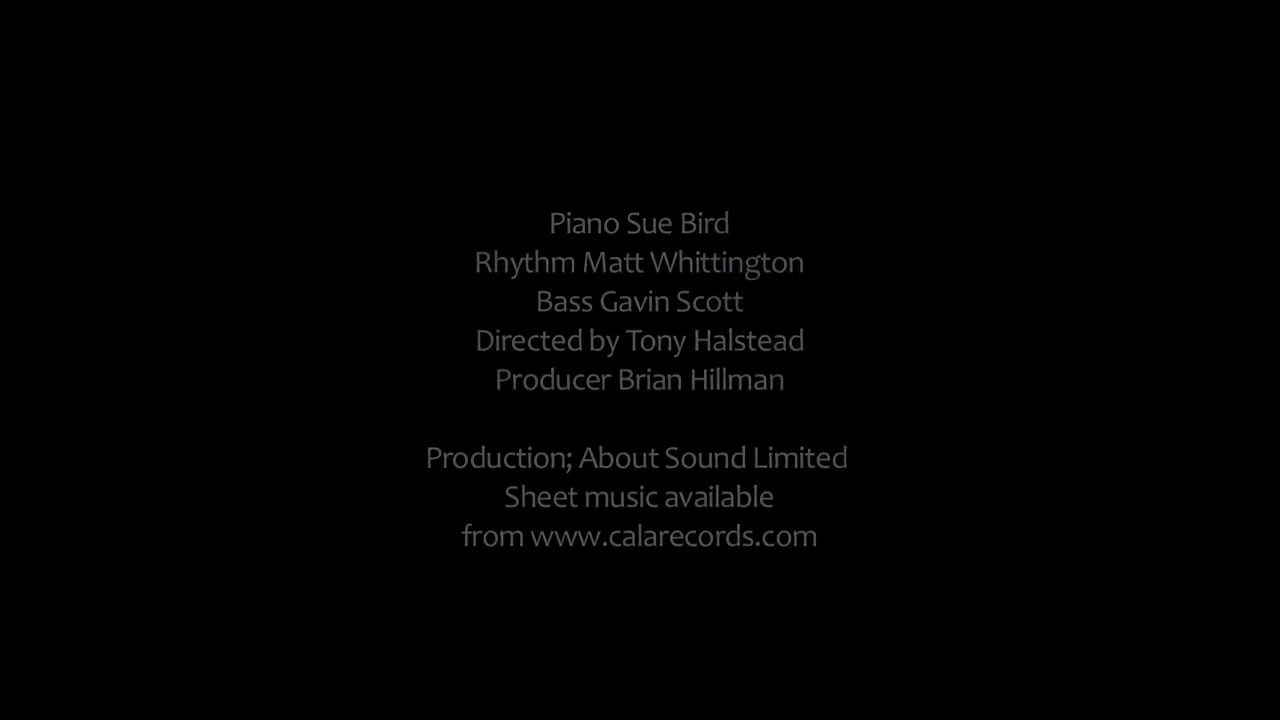 Piano Sue Bird
Rhythm Matt Whittington
Bass Gavin Scott
Directed by Tony Halstead
Producer Brian Hillman
Production; About Sound Limited
Sheet music available
from www.calarecords.com